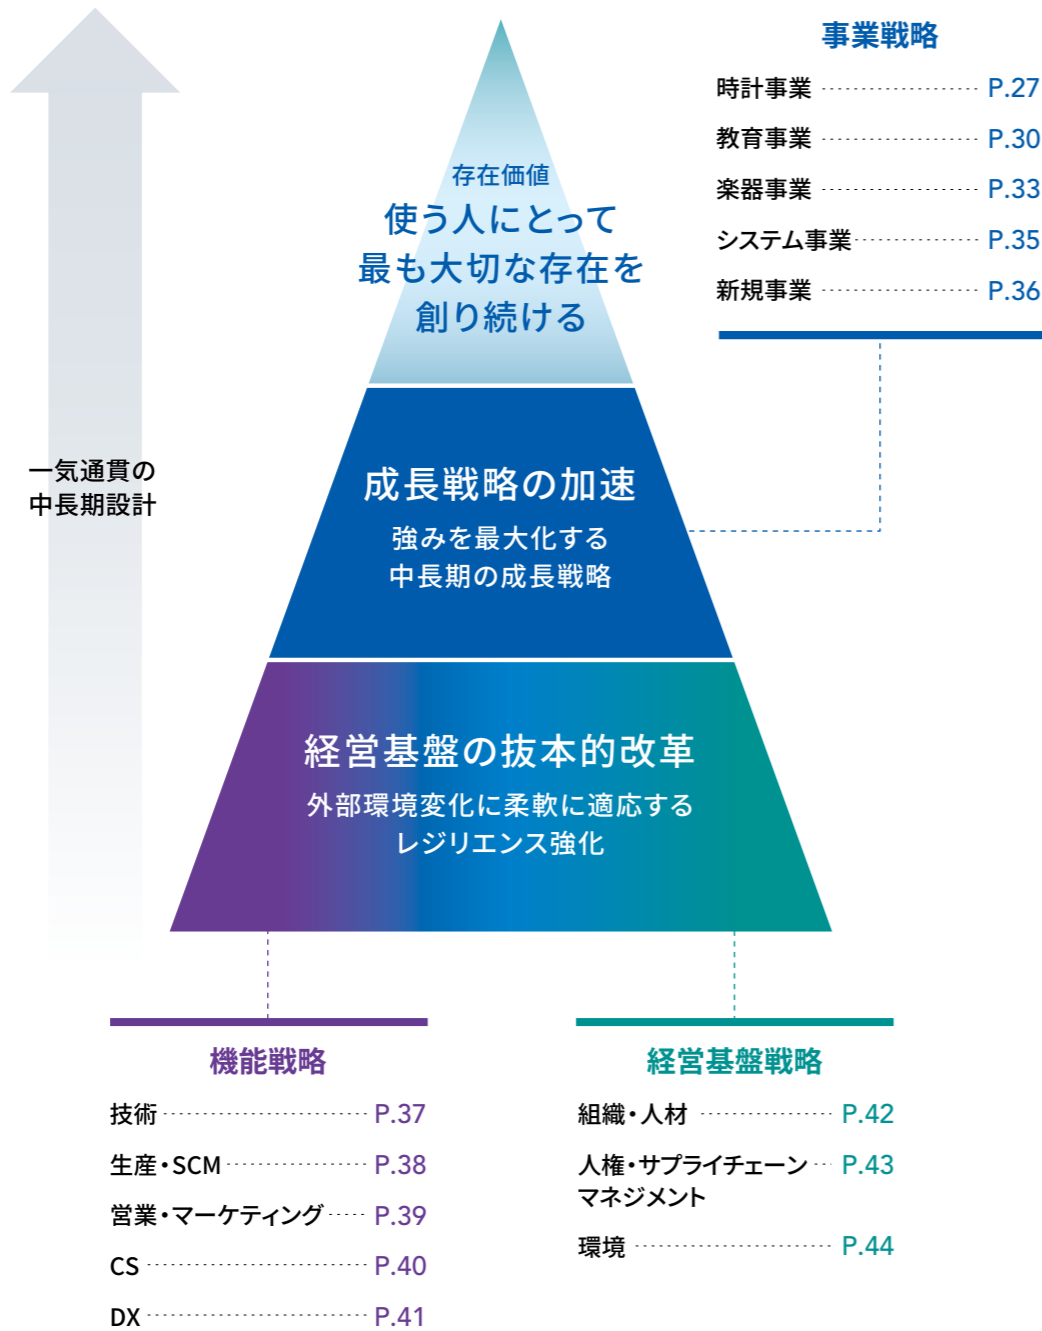 一気通貫の
中長期設計
存在価値
使う人にとって
最も大切な存在を
創り続ける
成長戦略の加速
強みを最大化する
中長期の成長戦略
経営基盤の抜本的改革
外部環境変化に柔軟に適応する
レジリエンス強化
事業戦略
時計事業 P.27
教育事業 P.30
楽器事業 P.33
システム事業 P.35
新規事業 P.36
機能戦略
技術 P.37
生産・SCM P.38
営業・マーケティング P.39
CS P.40
DX P.41
経営基盤戦略
組織・人材 P.42
人権・サプライチェーン P.43
マネジメント
環境 P.44